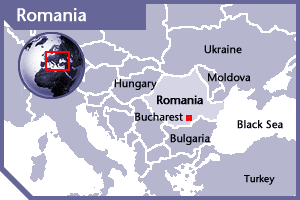 Romania
Ukraine
Moldova
Hungary
Romania
Bucharest
Black Sea
Bulgaria
Turkey